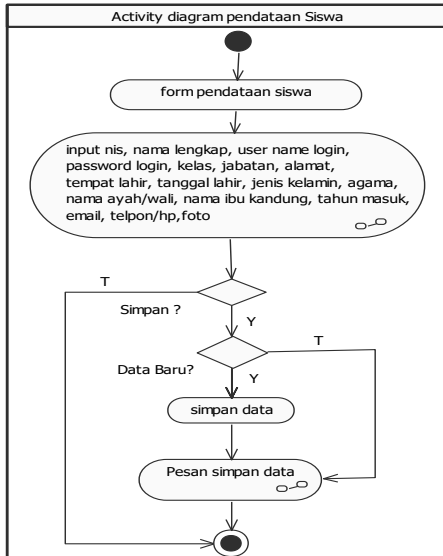 Activity diagram pendataan Siswa
form pendataan siswa
input nis, nama lengkap, user name login,
password login, kelas, jabatan, alamat,
tempat lahir, tanggal lahir, jenis kelamin, agama,
nama ayah/wali, nama ibu kandung, tahun masuk,
email, telpon/hp,foto
T
Simpan ?
Y
T
Data Baru?
Y
simpan data
Pesan simpan data